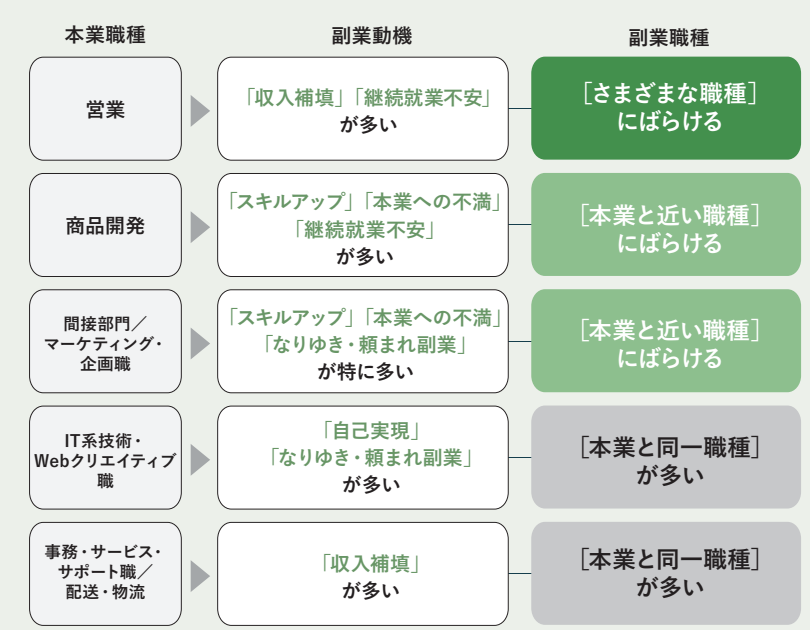 本業職種
副業動機
副業職種
営業
「収入補填」「継続就業不安」
が多い
［さまざまな職種］
にばらける
商品開発
「スキルアップ」「本業への不満」
「継続就業不安」
が多い
［本業と近い職種］
にばらける
間接部門／
マーケティング・
企画職
「スキルアップ」「本業への不満」
「なりゆき・頼まれ副業」
が特に多い
［本業と近い職種］
にばらける
IT系技術・
Webクリエイティブ
職
「自己実現」
「なりゆき・頼まれ副業」
が多い
［本業と同一職種］
が多い
事務・サービス・
サポート職／
配送・物流
「収入補填」
が多い
［本業と同一職種］
が多い